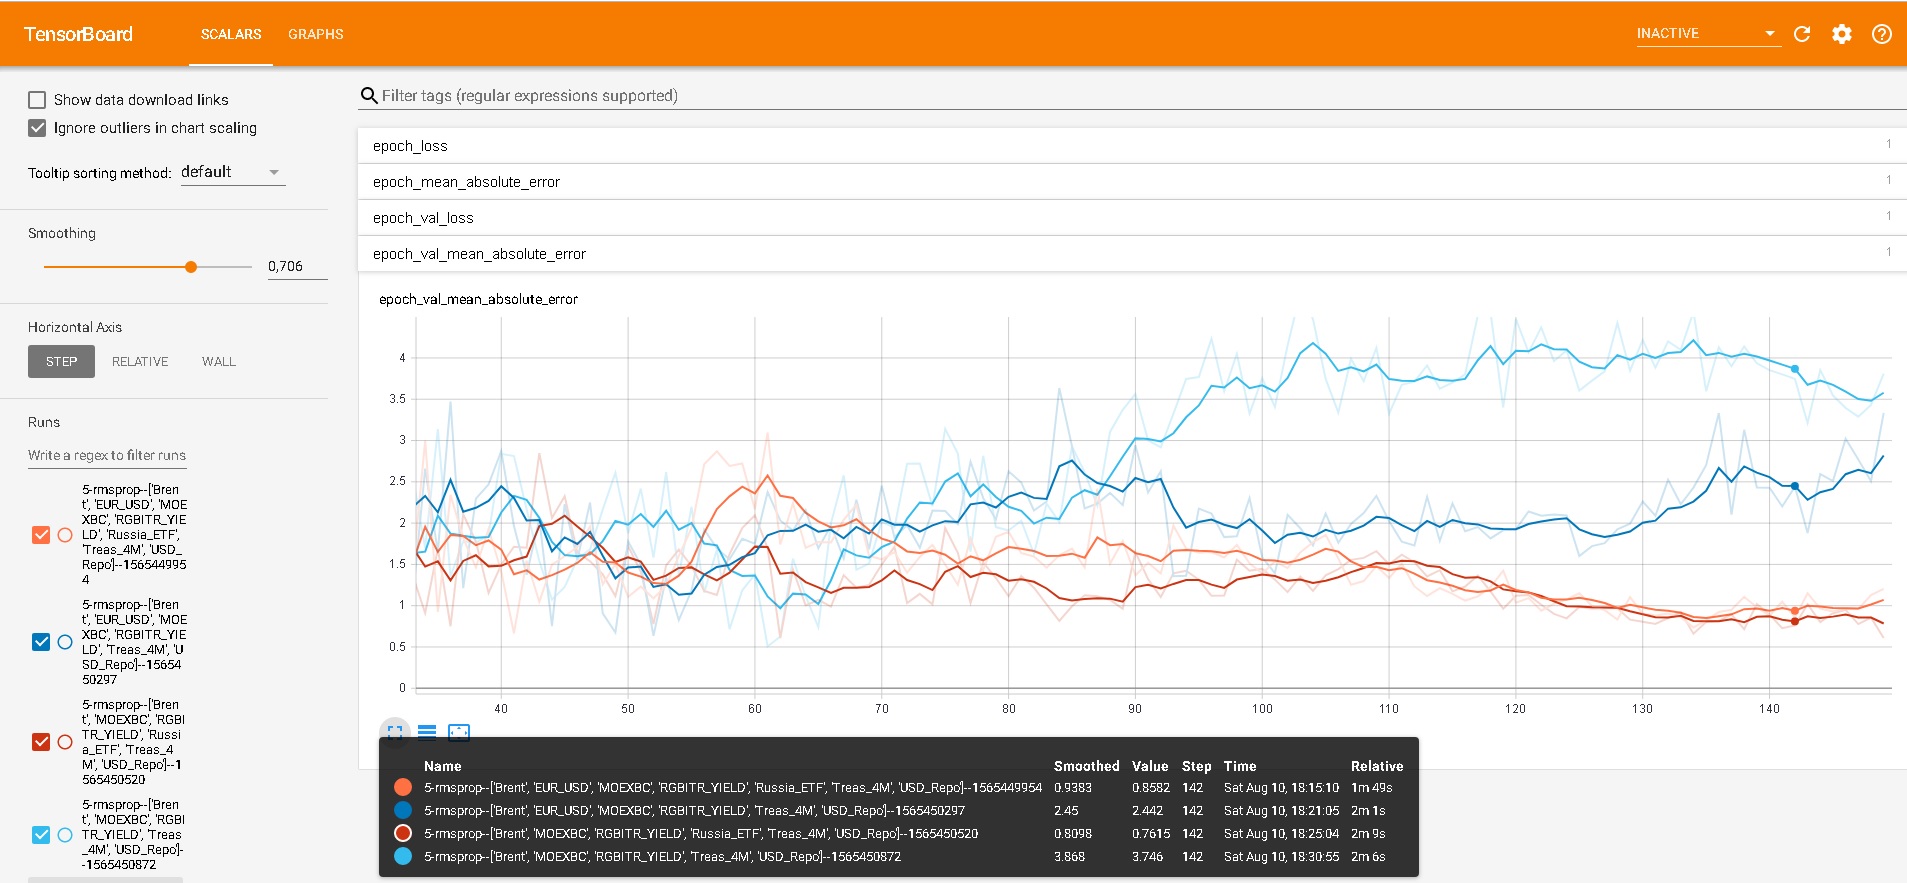 TensorBoard SCALARS GRAPHS INACTIVE
Show data download links
Ignore outliers in chart scaling
Tooltip sorting method: default
Smoothing
0,706
Horizontal Axis
STEP RELATIVE WALL
Runs
Write a regex to filter runs
5-rmsprop--['Bren
t', 'EUR_USD', 'MOE
XBC', 'RGBITR_YIE
LD', 'Russia_ETF',
'Treas_4M', 'USD_
Repo']--156544995
4
5-rmsprop--['Bren
t', 'EUR_USD', 'MOE
XBC', 'RGBITR_YIE
LD', 'Treas_4M', 'U
SD_Repo']--15654
50297
5-rmsprop--['Bren
t', 'MOEXBC', 'RGBI
TR_YIELD', 'Russi
a_ETF', 'Treas_4
M', 'USD_Repo']--1
565450520
5-rmsprop--['Bren
t', 'MOEXBC', 'RGBI
TR_YIELD', 'Treas
_4M', 'USD_Repo']-
-1565450872
Filter tags (regular expressions supported)
epoch_loss 1
epoch_mean_absolute_error 1
epoch_val_loss 1
epoch_val_mean_absolute_error 1
epoch_val_mean_absolute_error
4
3.5
3
2.5
2
1.5
1
0.5
0
40 50 60 70 80 90 100 110 120 130 140
Name Smoothed Value Step Time Relative
5-rmsprop--['Brent', 'EUR_USD', 'MOEXBC', 'RGBITR_YIELD', 'Russia_ETF', 'Treas_4M', 'USD_Repo']--1565449954 0.9383 0.8582 142 Sat Aug 10, 18:15:10 1m 49s
5-rmsprop--['Brent', 'EUR_USD', 'MOEXBC', 'RGBITR_YIELD', 'Treas_4M', 'USD_Repo']--1565450297 2.45 2.442 142 Sat Aug 10, 18:21:05 2m 1s
5-rmsprop--['Brent', 'MOEXBC', 'RGBITR_YIELD', 'Russia_ETF', 'Treas_4M', 'USD_Repo']--1565450520 0.8098 0.7615 142 Sat Aug 10, 18:25:04 2m 9s
5-rmsprop--['Brent', 'MOEXBC', 'RGBITR_YIELD', 'Treas_4M', 'USD_Repo']--1565450872 3.868 3.746 142 Sat Aug 10, 18:30:55 2m 6s